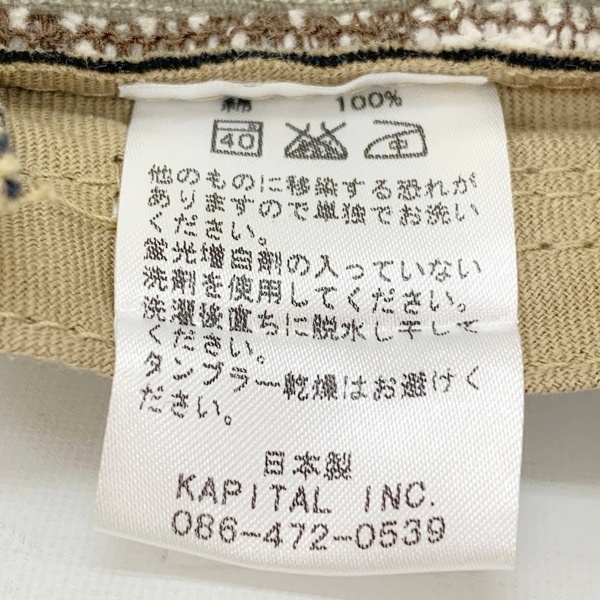 綿 100%
40
他のものに移染する恐れが
ありますので単独でお洗い
ください。
蛍光増白剤の入っていない
洗剤を使用してください。
洗濯後直ちに脱水し干して
ください。
タンブラー乾燥はお避けく
ださい。
日本製
KAPITAL INC.
086-472-0539